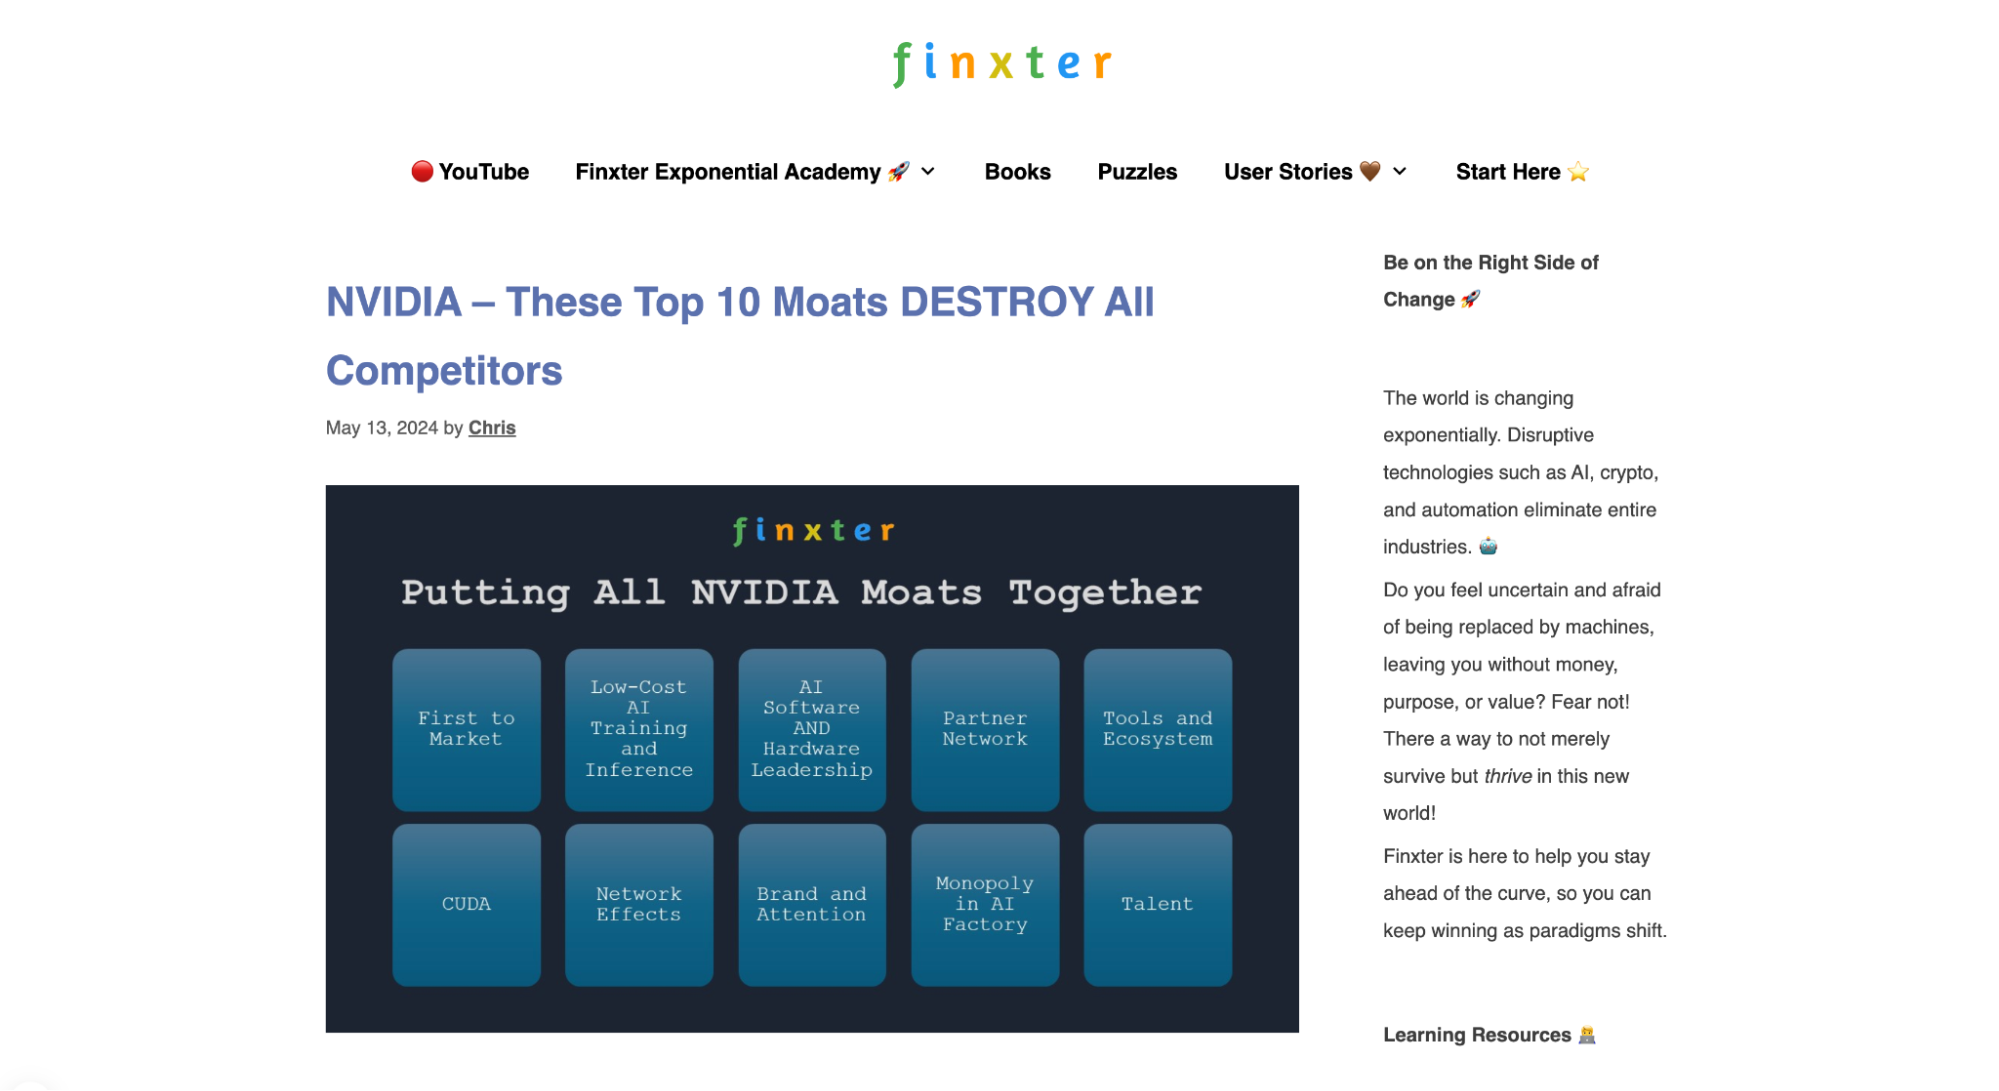 finxter
🔴 YouTube Finxter Exponential Academy 🚀 Books Puzzles User Stories 🤎 Start Here ⭐
NVIDIA – These Top 10 Moats DESTROY All
Competitors
May 13, 2024 by Chris
finxter
Putting All NVIDIA Moats Together
First to
Market
Low-Cost
AI
Training
and
Inference
AI
Software
AND
Hardware
Leadership
Partner
Network
Tools and
Ecosystem
CUDA
Network
Effects
Brand and
Attention
Monopoly
in AI
Factory
Talent
Be on the Right Side of
Change 🚀
The world is changing
exponentially. Disruptive
technologies such as AI, crypto,
and automation eliminate entire
industries. 🤖
Do you feel uncertain and afraid
of being replaced by machines,
leaving you without money,
purpose, or value? Fear not!
There a way to not merely
survive but thrive in this new
world!
Finxter is here to help you stay
ahead of the curve, so you can
keep winning as paradigms shift.
Learning Resources 🧑‍💻